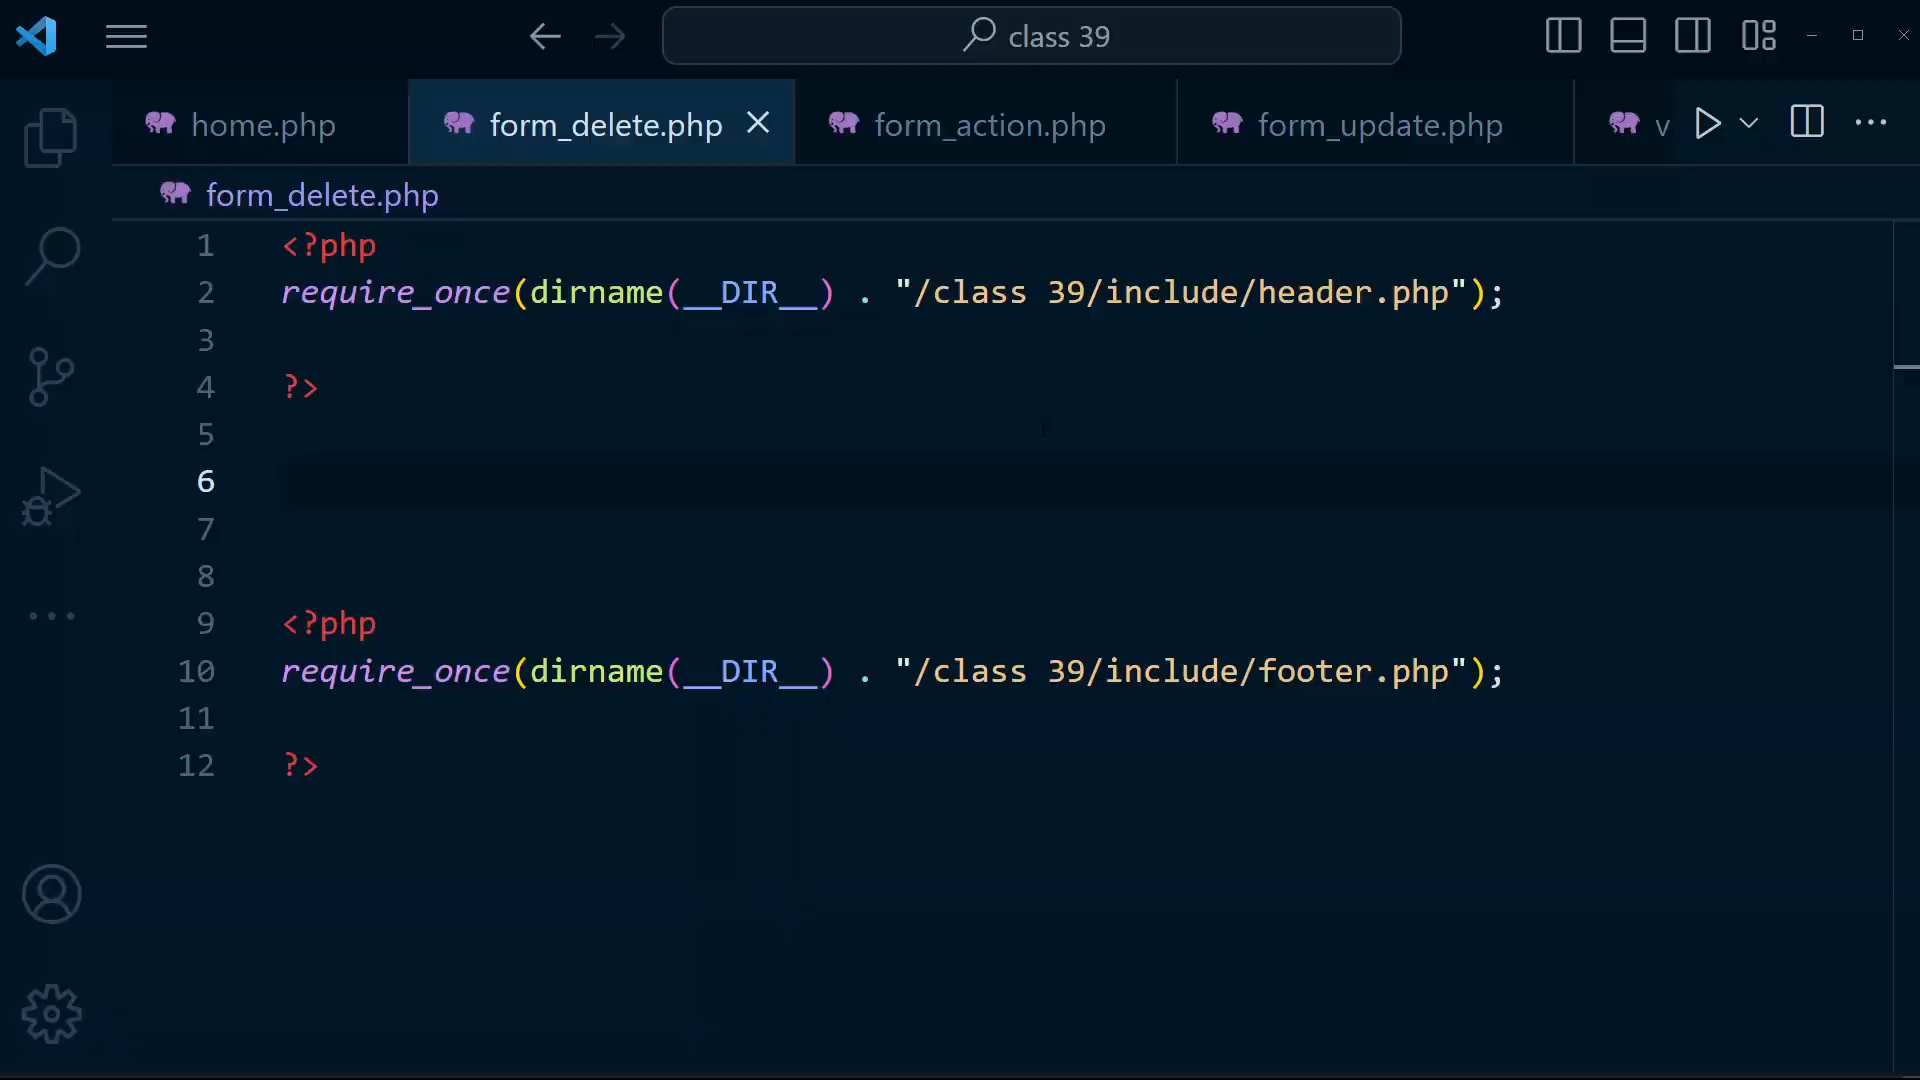 class 39
home.php
form_delete.php
form_action.php
form_update.php
v
form_delete.php
1 <?php
2 require_once(dirname(__DIR__) . "/class 39/include/header.php");
3
4 ?>
5
6
7
8
9 <?php
10 require_once(dirname(__DIR__) . "/class 39/include/footer.php");
11
12 ?>